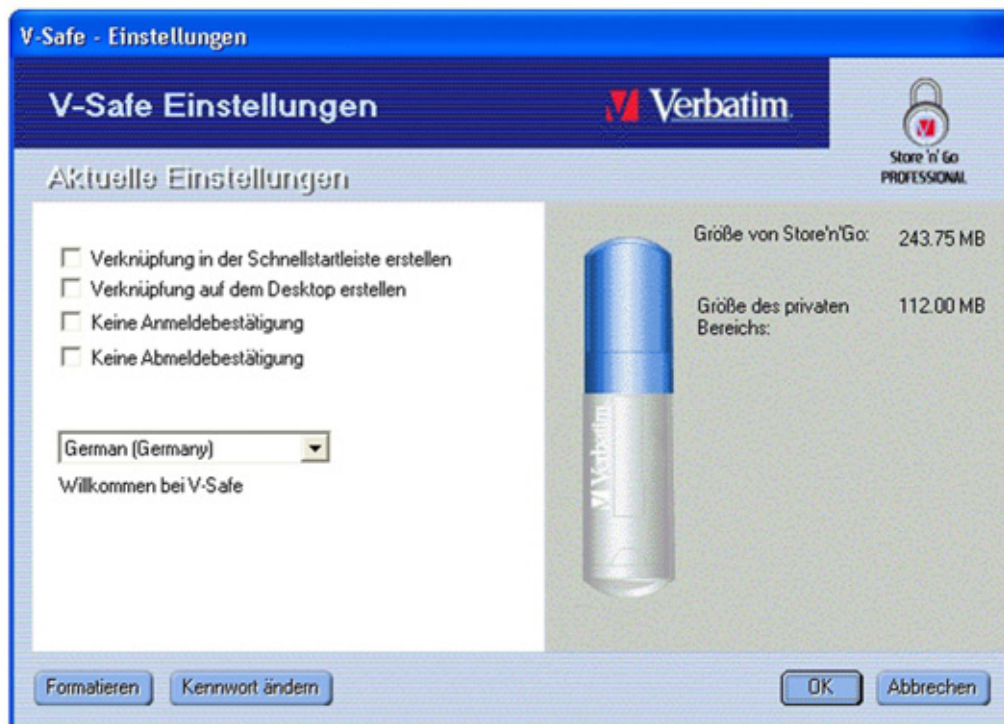 V-Safe - Einstellungen
V-Safe Einstellungen
Verbatim.
Store 'n' Go
PROFESSIONAL
Aktuelle Einstellungen
Verknüpfung in der Schnellstartleiste erstellen
Verknüpfung auf dem Desktop erstellen
Keine Anmeldebestätigung
Keine Abmeldebestätigung
German (Germany)
Willkommen bei V-Safe
Verbatim
Größe von Store'n'Go: 243.75 MB
Größe des privaten 112.00 MB
Bereichs:
Formatieren
Kennwort ändern
OK
Abbrechen